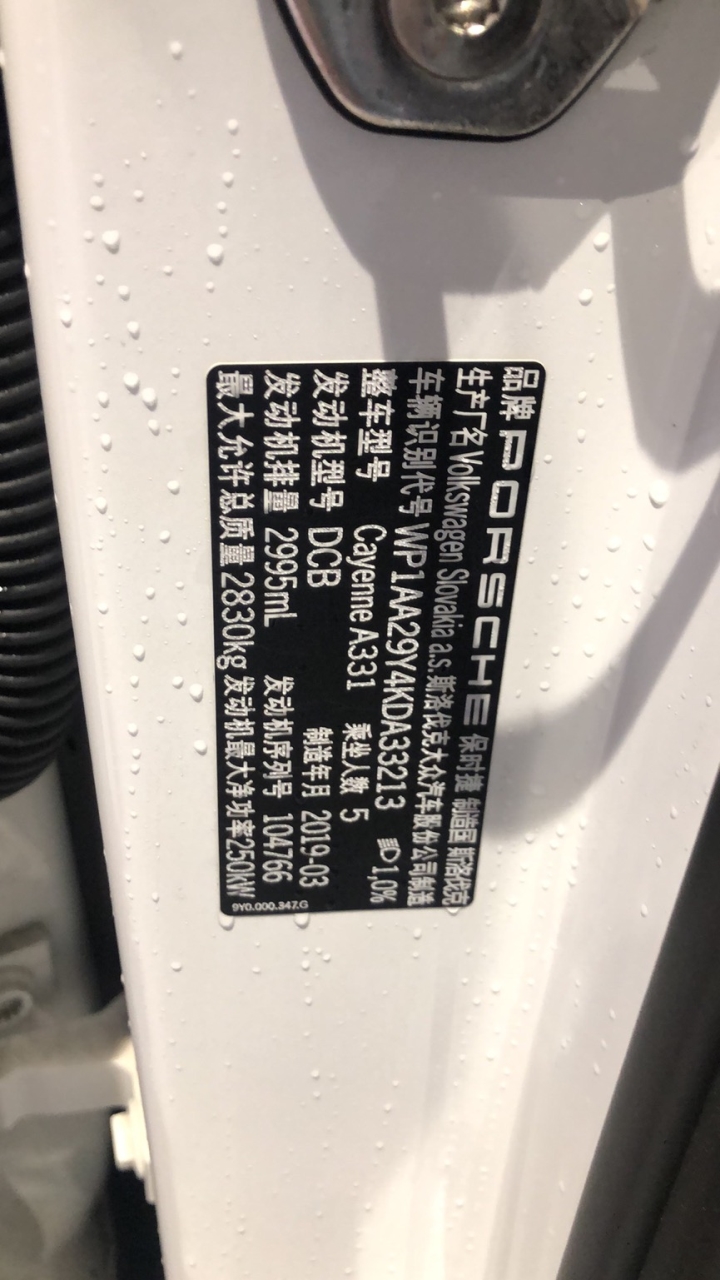 品牌 PORSCHE 保时捷 制造国 斯洛伐克
生产厂名 Volkswagen Slovakia a.s. 斯洛伐克大众汽车股份公司制造
车辆识别代号 WP1AA29Y4KDA33213
整车型号 Cayenne A331 乘坐人数 5 1,0%
发动机型号 DCB 制造年月 2019-03
发动机排量 2995mL 发动机序列号 104766
最大允许总质量 2830kg 发动机最大净功率 250kW
9Y0.000.347.G